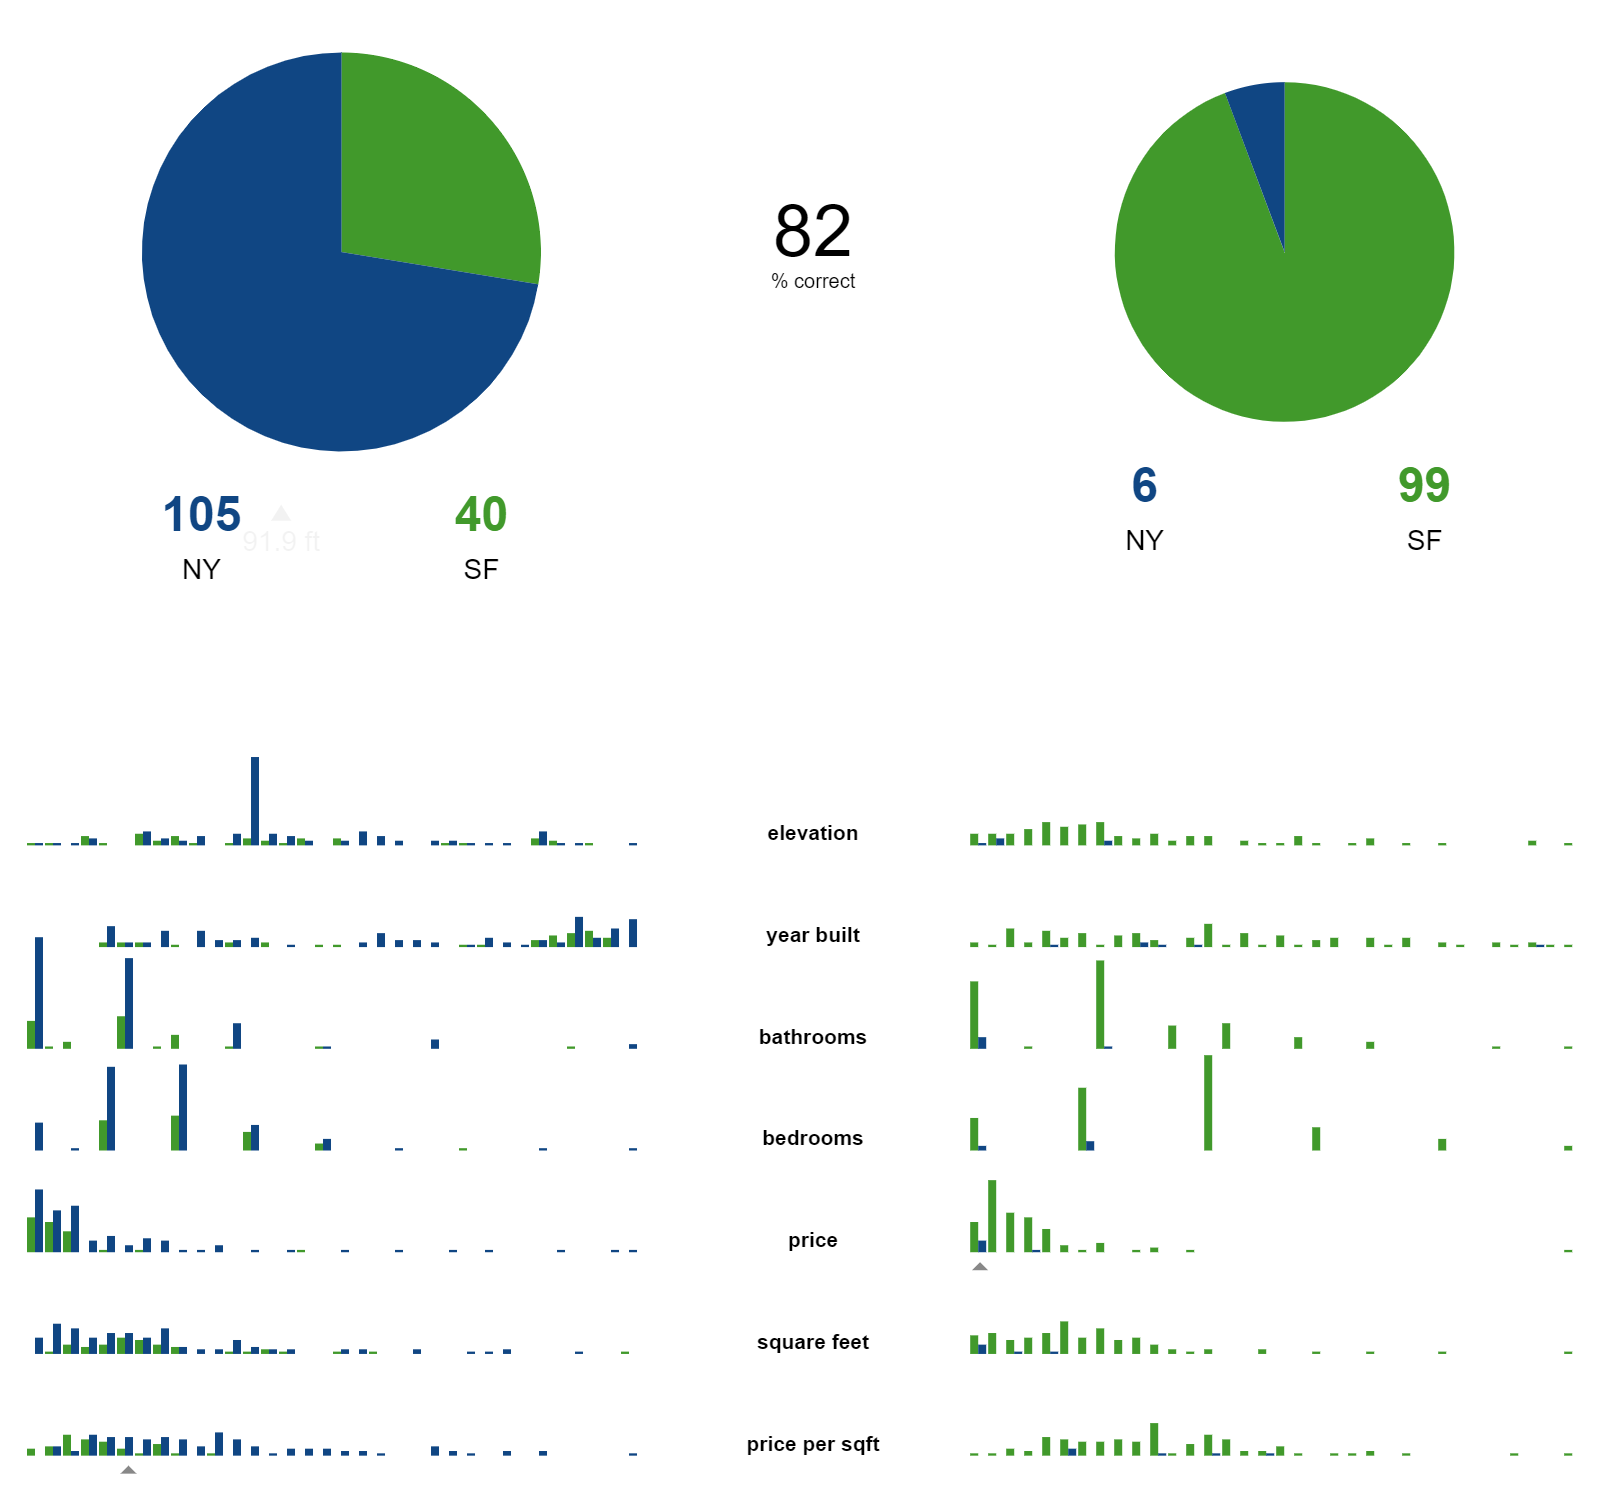 82
% correct
105
40
91.9 ft
NY
SF
6
99
NY
SF
elevation
year built
bathrooms
bedrooms
price
square feet
price per sqft